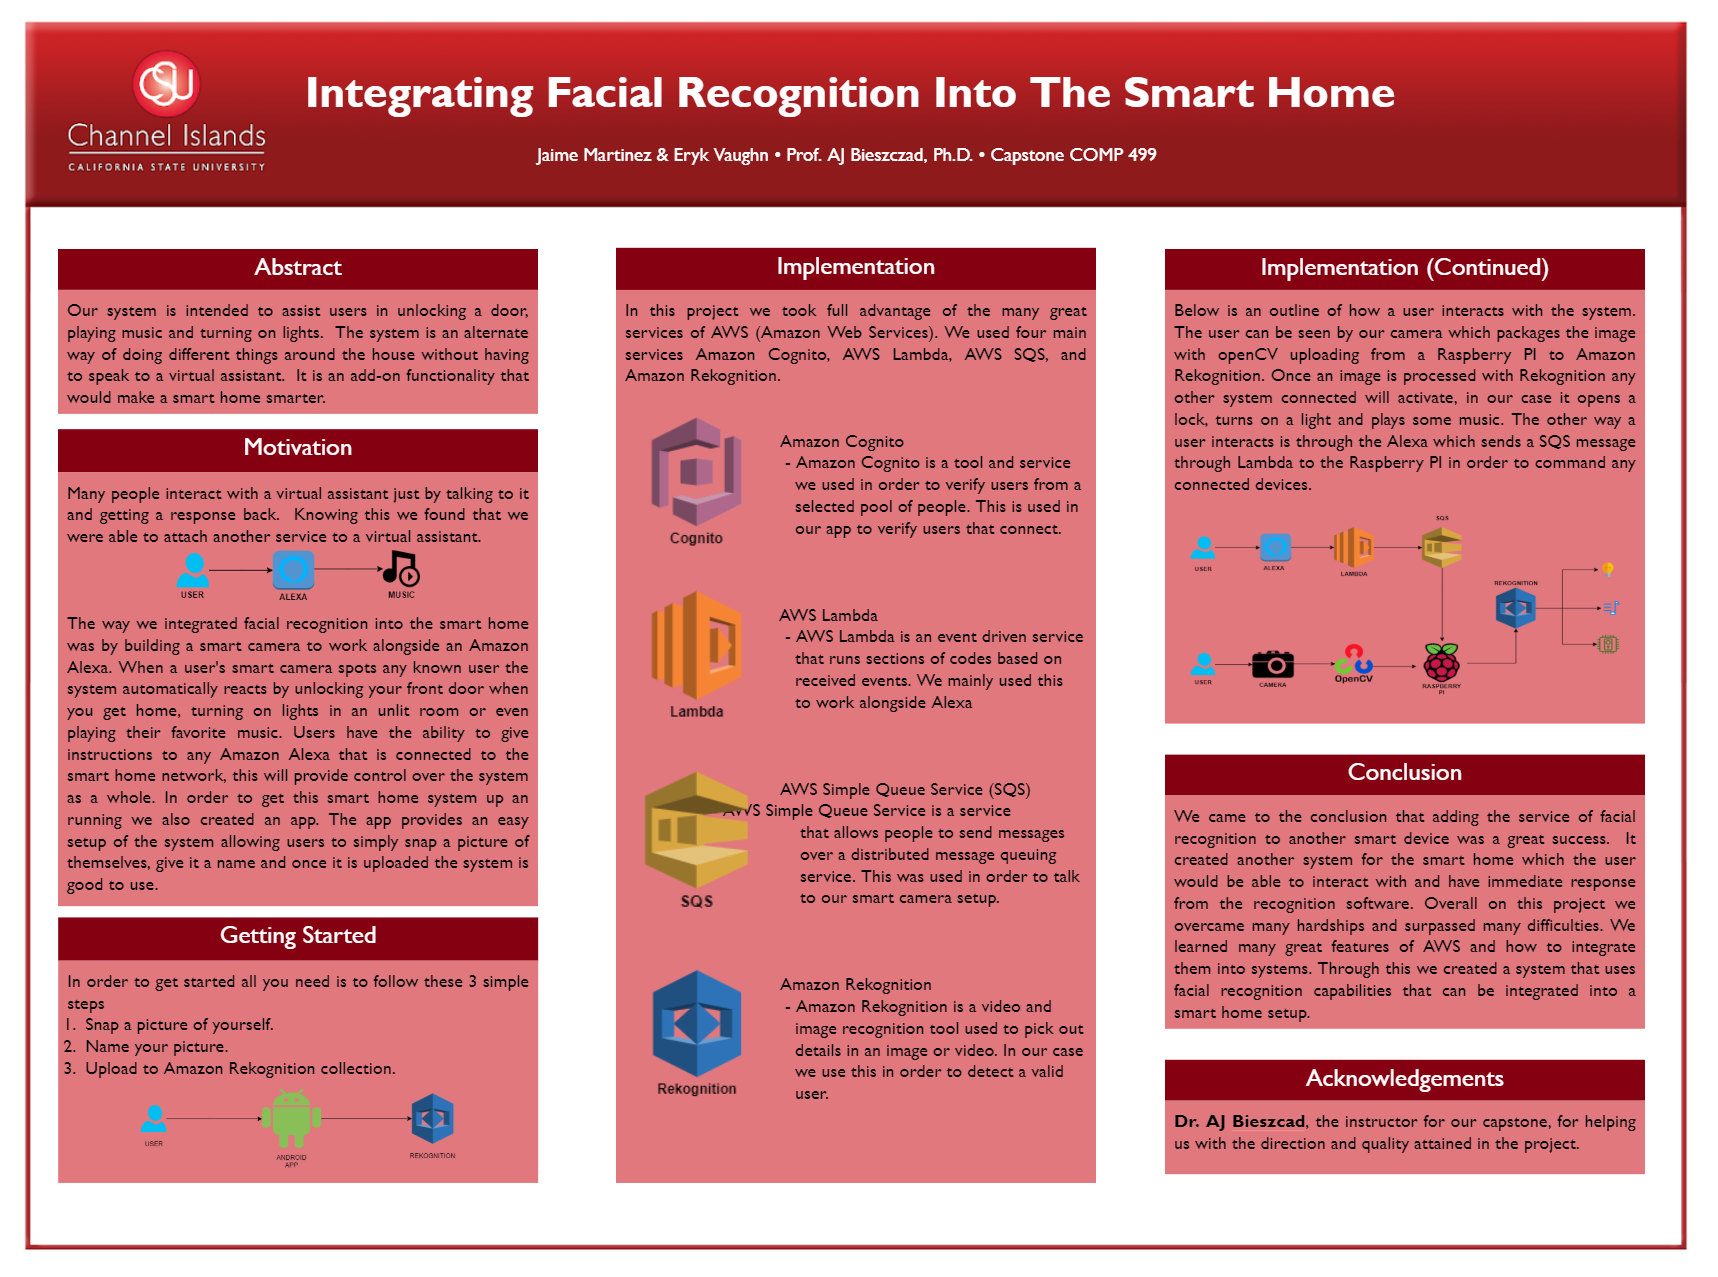 CSU
Channel Islands
CALIFORNIA STATE UNIVERSITY
Integrating Facial Recognition Into The Smart Home
Jaime Martinez & Eryk Vaughn • Prof. AJ Bieszczad, Ph.D. • Capstone COMP 499
Abstract
Our system is intended to assist users in unlocking a door,
playing music and turning on lights. The system is an alternate
way of doing different things around the house without having
to speak to a virtual assistant. It is an add-on functionality that
would make a smart home smarter.
Motivation
Many people interact with a virtual assistant just by talking to it
and getting a response back. Knowing this we found that we
were able to attach another service to a virtual assistant.
USER
ALEXA
MUSIC
The way we integrated facial recognition into the smart home
was by building a smart camera to work alongside an Amazon
Alexa. When a user's smart camera spots any known user the
system automatically reacts by unlocking your front door when
you get home, turning on lights in an unlit room or even
playing their favorite music. Users have the ability to give
instructions to any Amazon Alexa that is connected to the
smart home network, this will provide control over the system
as a whole. In order to get this smart home system up an
running we also created an app. The app provides an easy
setup of the system allowing users to simply snap a picture of
themselves, give it a name and once it is uploaded the system is
good to use.
Getting Started
In order to get started all you need is to follow these 3 simple
steps
1. Snap a picture of yourself.
2. Name your picture.
3. Upload to Amazon Rekognition collection.
USER
ANDROID
APP
REKOGNITION
Implementation
In this project we took full advantage of the many great
services of AWS (Amazon Web Services). We used four main
services Amazon Cognito, AWS Lambda, AWS SQS, and
Amazon Rekognition.
Cognito
Amazon Cognito
- Amazon Cognito is a tool and service
we used in order to verify users from a
selected pool of people. This is used in
our app to verify users that connect.
Lambda
AWS Lambda
- AWS Lambda is an event driven service
that runs sections of codes based on
received events. We mainly used this
to work alongside Alexa
SQS
AWS Simple Queue Service (SQS)
AWS Simple Queue Service is a service
that allows people to send messages
over a distributed message queuing
service. This was used in order to talk
to our smart camera setup.
Rekognition
Amazon Rekognition
- Amazon Rekognition is a video and
image recognition tool used to pick out
details in an image or video. In our case
we use this in order to detect a valid
user.
Implementation (Continued)
Below is an outline of how a user interacts with the system.
The user can be seen by our camera which packages the image
with openCV uploading from a Raspberry PI to Amazon
Rekognition. Once an image is processed with Rekognition any
other system connected will activate, in our case it opens a
lock, turns on a light and plays some music. The other way a
user interacts is through the Alexa which sends a SQS message
through Lambda to the Raspberry PI in order to command any
connected devices.
SQS
USER
ALEXA
LAMBDA
REKOGNITION
USER
CAMERA
OpenCV
RASPBERRY
PI
Conclusion
We came to the conclusion that adding the service of facial
recognition to another smart device was a great success. It
created another system for the smart home which the user
would be able to interact with and have immediate response
from the recognition software. Overall on this project we
overcame many hardships and surpassed many difficulties. We
learned many great features of AWS and how to integrate
them into systems. Through this we created a system that uses
facial recognition capabilities that can be integrated into a
smart home setup.
Acknowledgements
Dr. AJ Bieszcad, the instructor for our capstone, for helping
us with the direction and quality attained in the project.